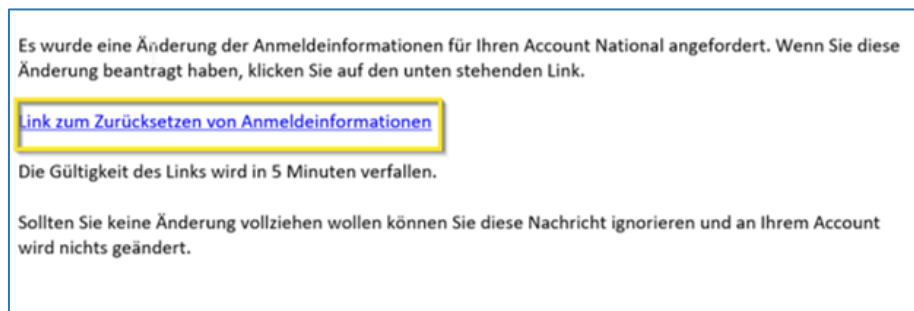 Es wurde eine Änderung der Anmeldeinformationen für Ihren Account National angefordert. Wenn Sie diese
Änderung beantragt haben, klicken Sie auf den unten stehenden Link.
Link zum Zurücksetzen von Anmeldeinformationen
Die Gültigkeit des Links wird in 5 Minuten verfallen.
Sollten Sie keine Änderung vollziehen wollen können Sie diese Nachricht ignorieren und an Ihrem Account
wird nichts geändert.